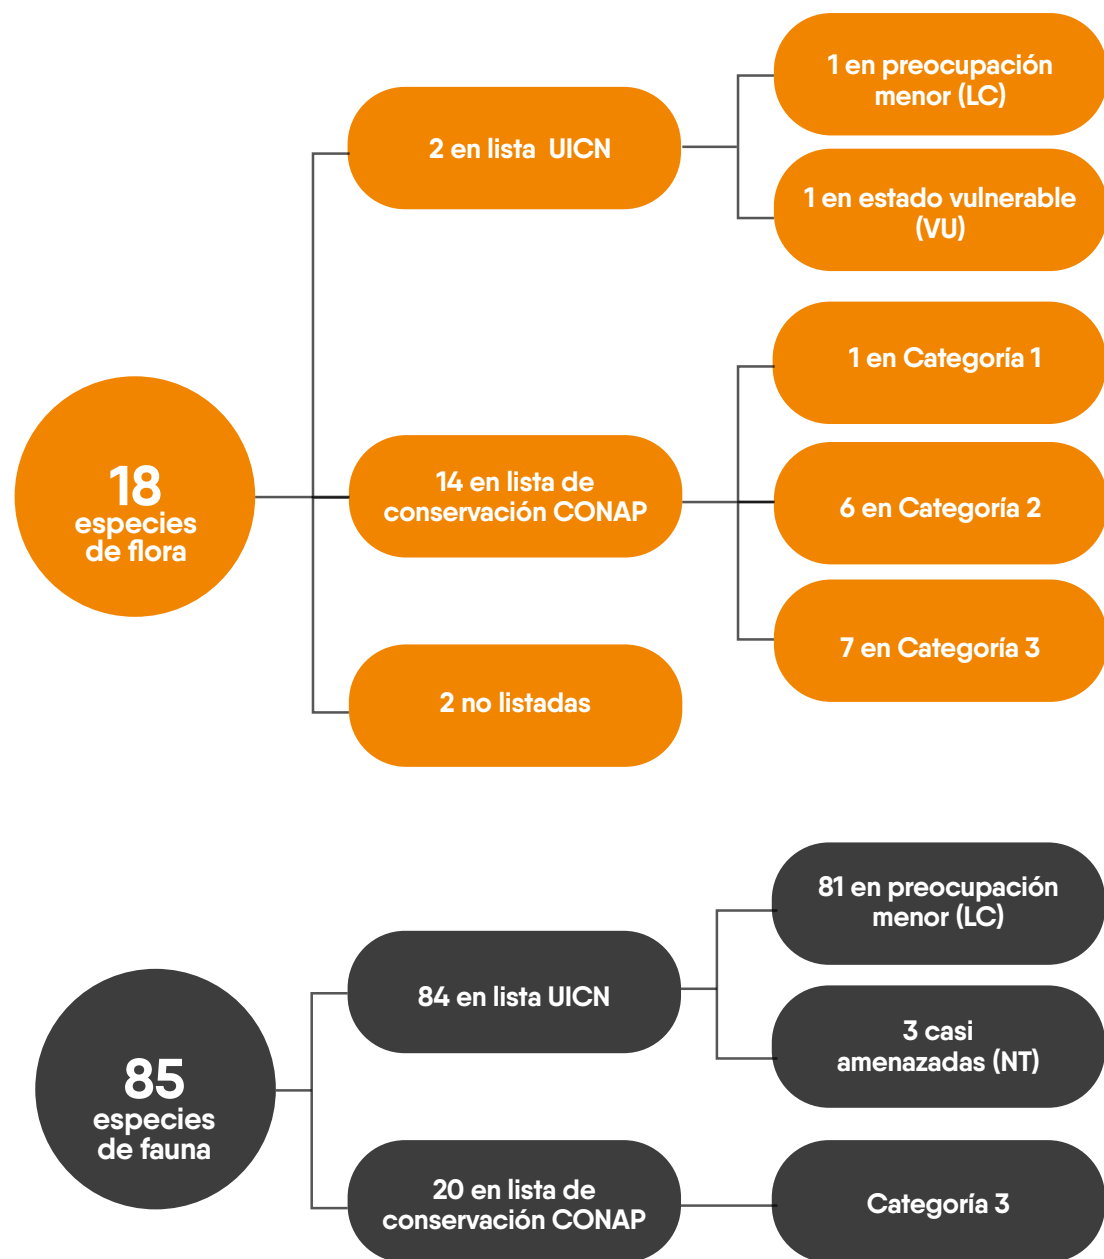 18
especies
de flora
2 en lista UICN
1 en preocupación
menor (LC)
1 en estado vulnerable
(VU)
14 en lista de
conservación CONAP
1 en Categoría 1
6 en Categoría 2
7 en Categoría 3
2 no listadas
85
especies
de fauna
84 en lista UICN
81 en preocupación
menor (LC)
3 casi
amenazadas (NT)
20 en lista de
conservación CONAP
Categoría 3